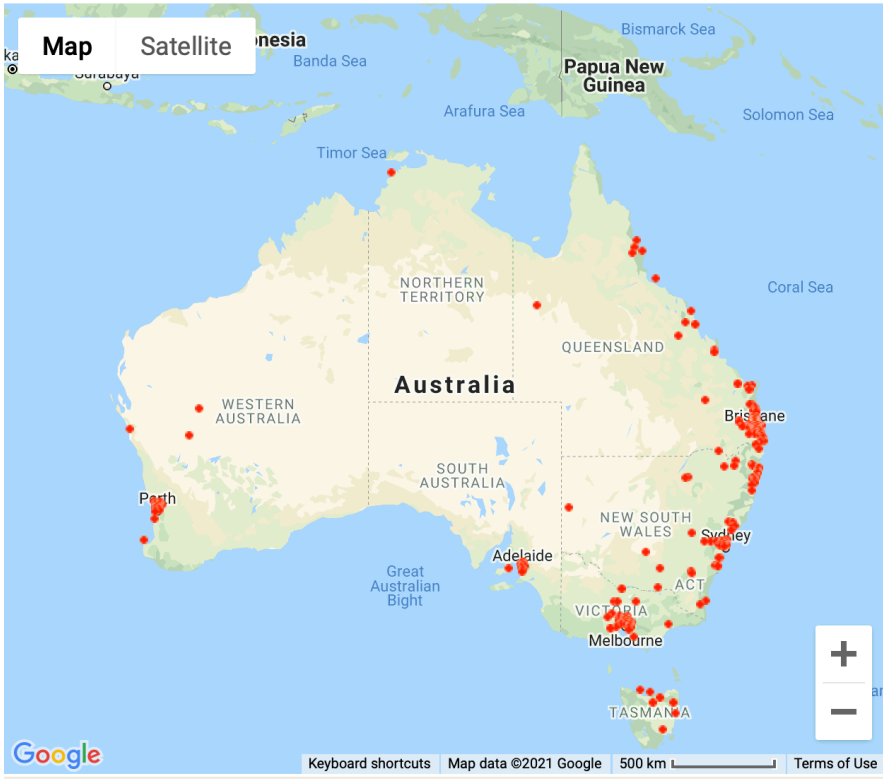 Map
Satellite
nesia
Surabaya
Banda Sea
Bismarck Sea
Papua New
Guinea
Arafura Sea
Solomon Sea
Timor Sea
NORTHERN
TERRITORY
Coral Sea
QUEENSLAND
Australia
WESTERN
AUSTRALIA
Brisbane
SOUTH
AUSTRALIA
Perth
NEW SOUTH
WALES
Sydney
Adelaide
Great
Australian
Bight
ACT
VICTORIA
Melbourne
TASMANIA
Google
Keyboard shortcuts
Map data ©2021 Google
500 km
Terms of Use